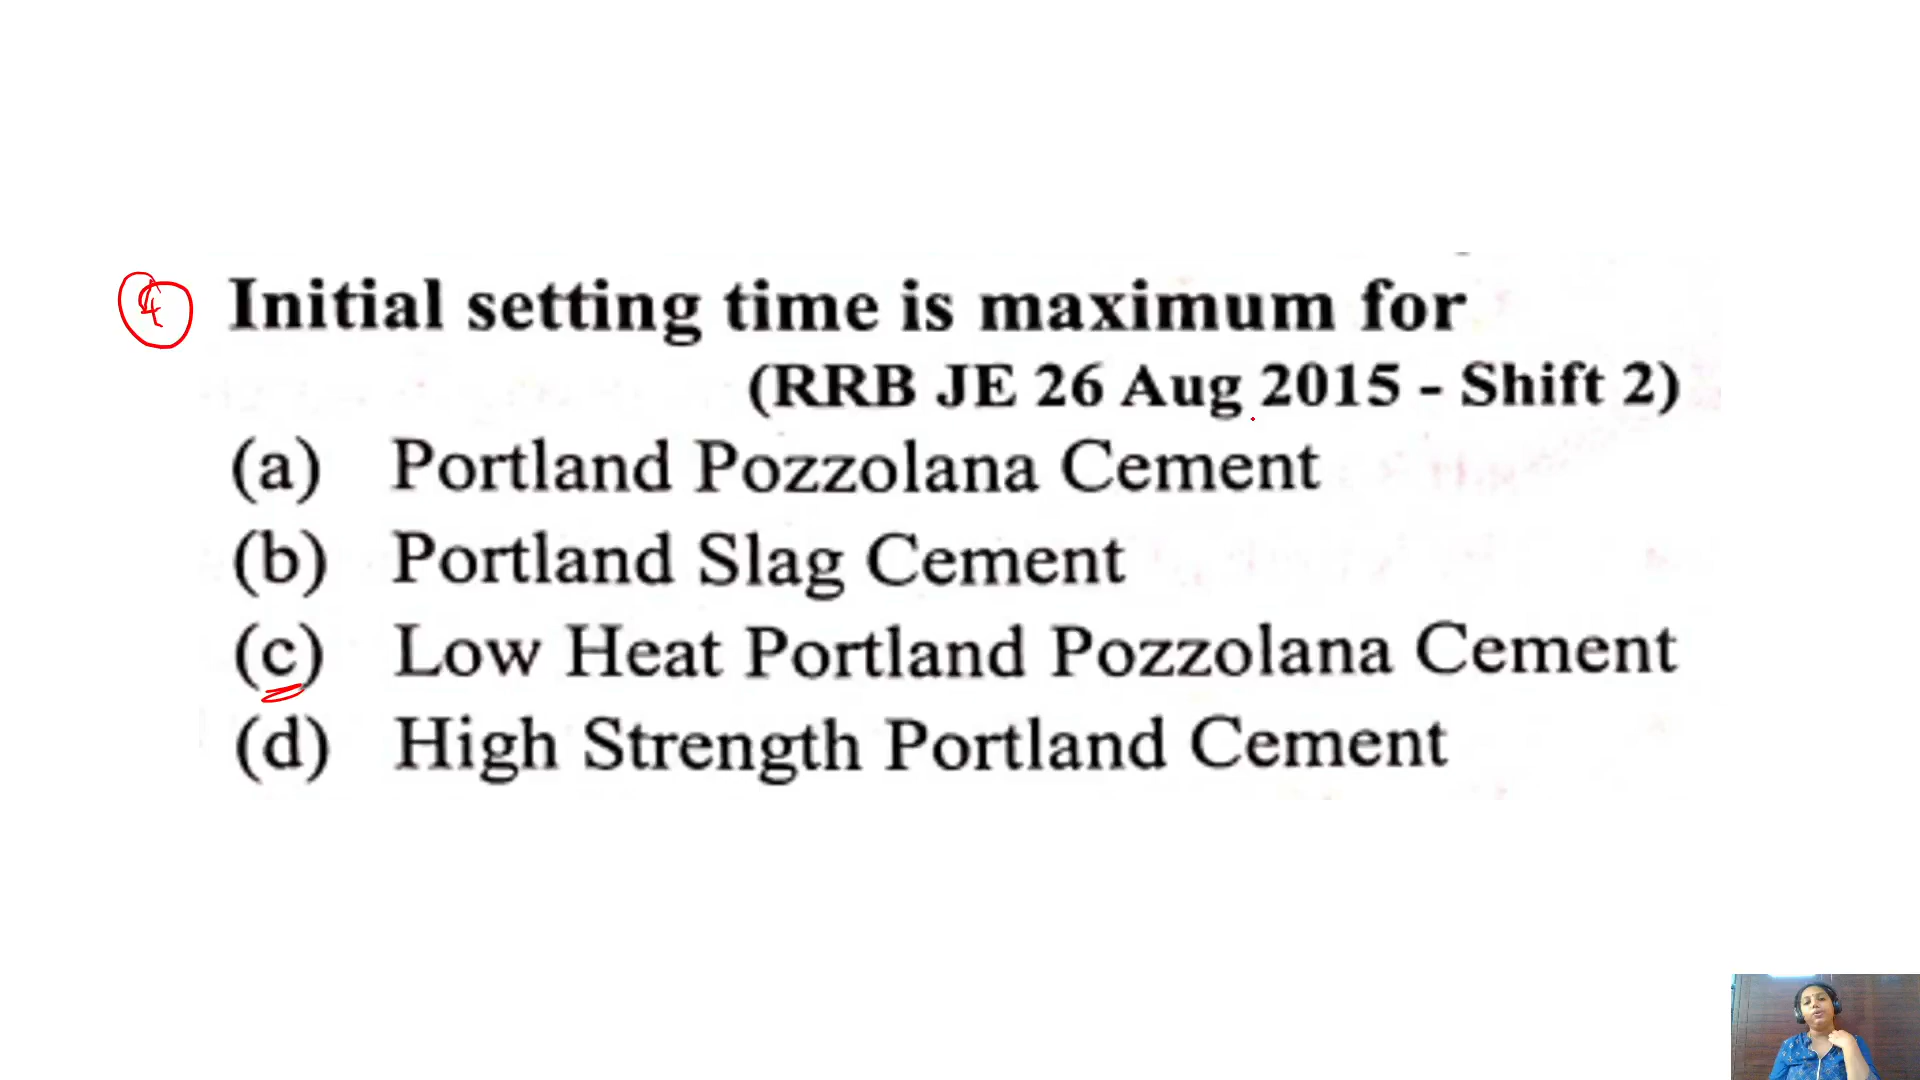 4 Initial setting time is maximum for
(RRB JE 26 Aug 2015 - Shift 2)
(a) Portland Pozzolana Cement
(b) Portland Slag Cement
(c) Low Heat Portland Pozzolana Cement
(d) High Strength Portland Cement